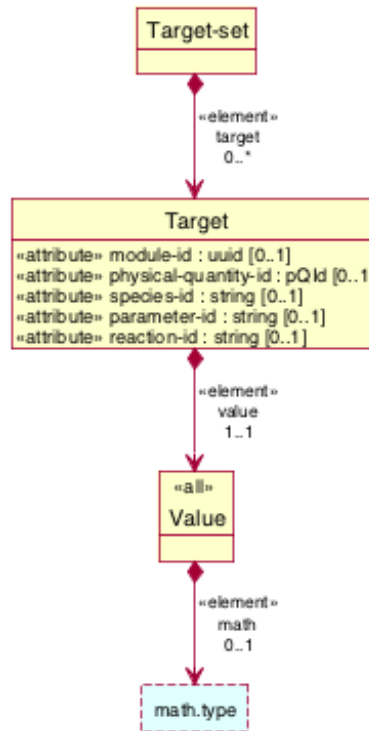 Target-set
«element»
target
0..*
Target
«attribute» module-id : uuid [0..1]
«attribute» physical-quantity-id : pQId [0..1]
«attribute» species-id : string [0..1]
«attribute» parameter-id : string [0..1]
«attribute» reaction-id : string [0..1]
«element»
value
1..1
«all»
Value
«element»
math
0..1
math.type